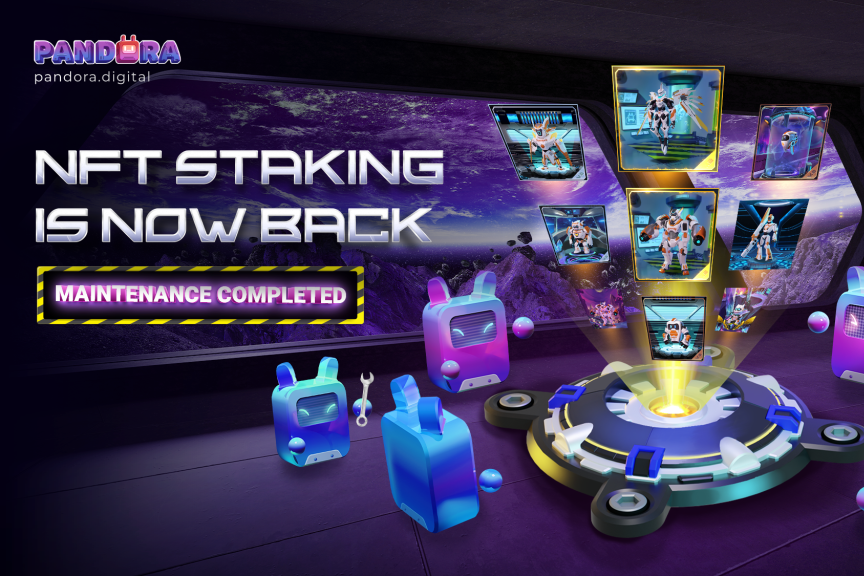 PANDORA
pandora.digital
NFT STAKING
IS NOW BACK
MAINTENANCE COMPLETED